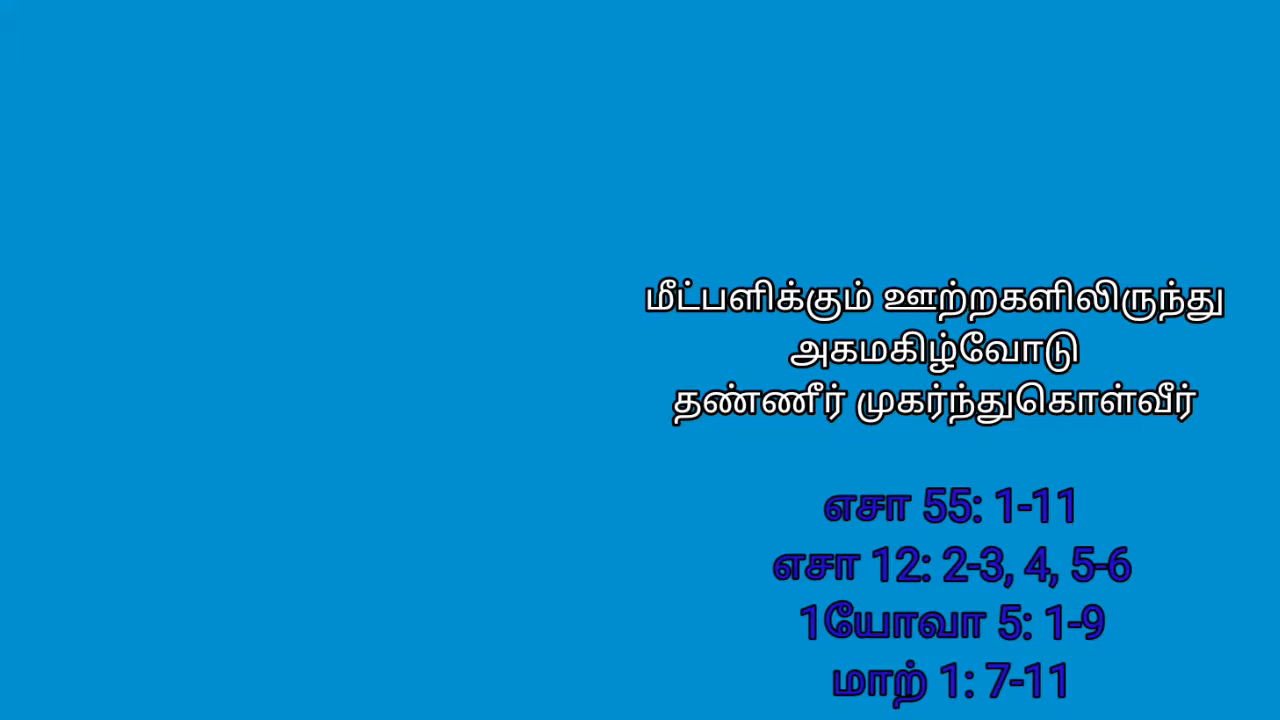 மீட்பளிக்கும் ஊற்றகளிலிருந்து
அகமகிழ்வோடு
தண்ணீர் முகர்ந்துகொள்வீர்
எசா 55: 1-11
எசா 12: 2-3, 4, 5-6
1யோவா 5: 1-9
மாற் 1: 7-11